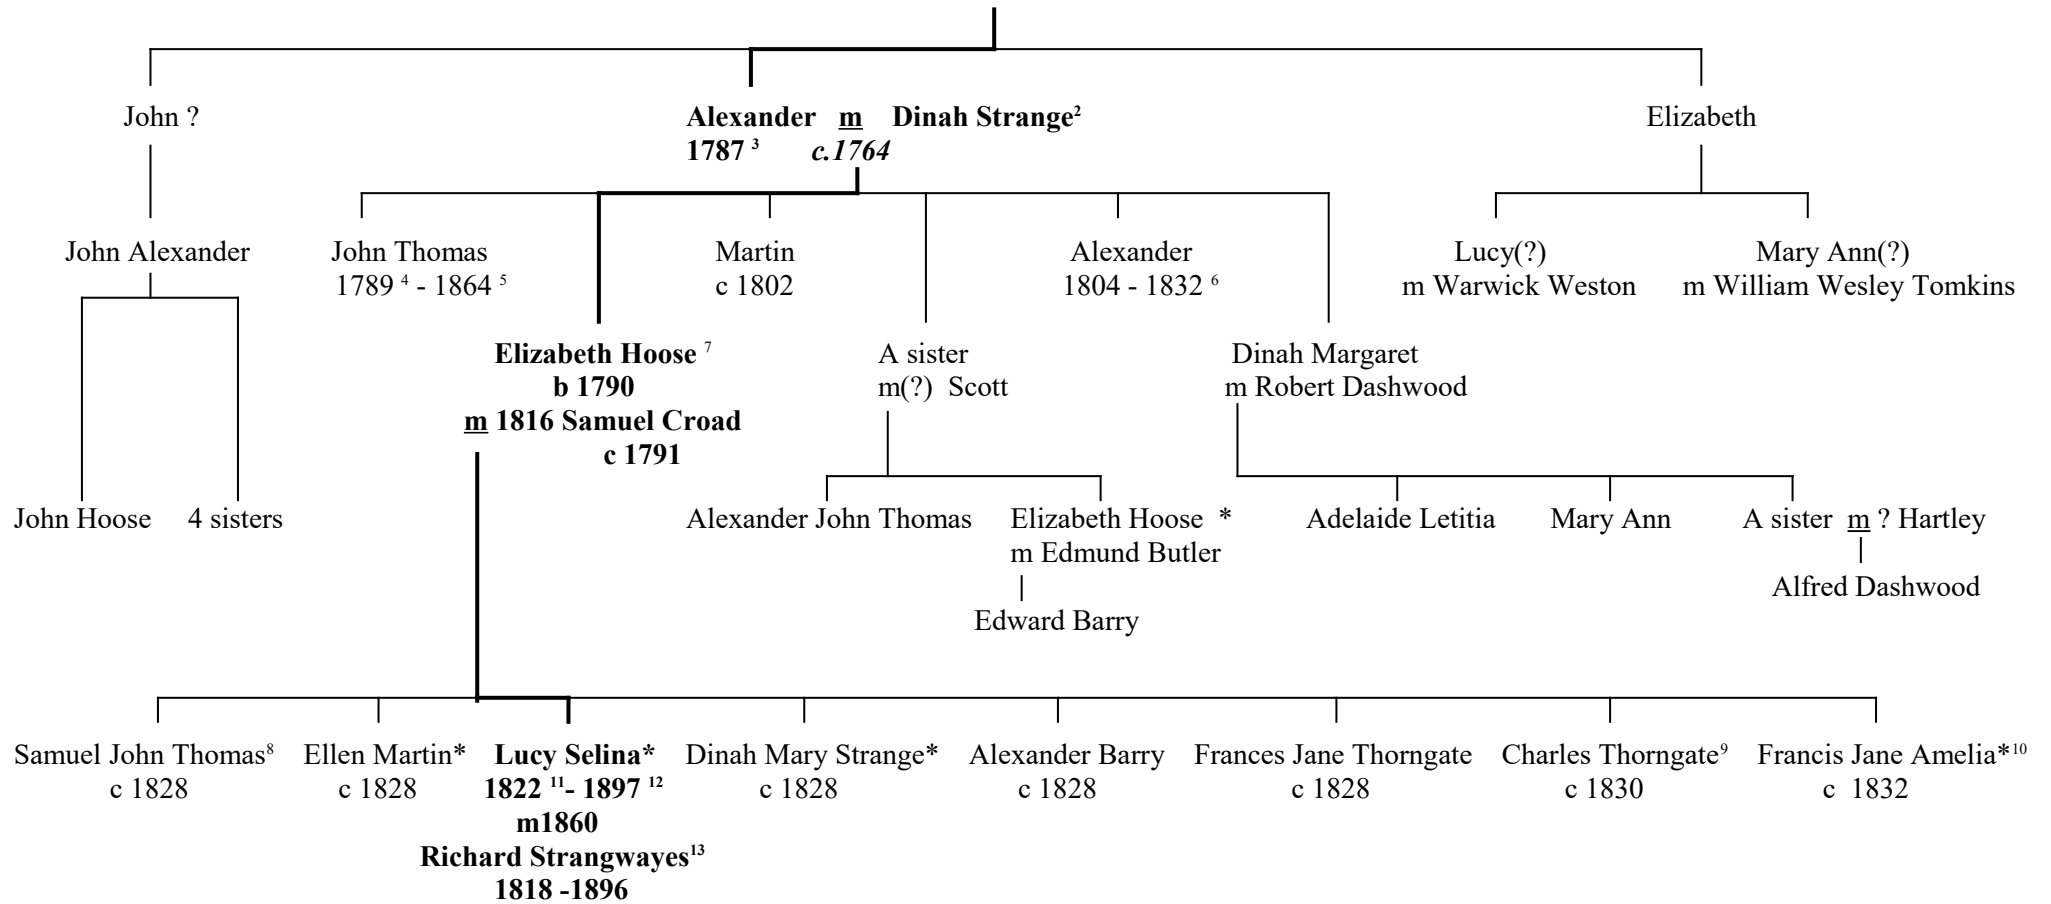 John ?
Alexander m Dinah Strange²
Elizabeth
1787 ³ c.1764
John Alexander
John Thomas
Martin
Alexander
Lucy(?)
Mary Ann(?)
1789 ⁴ - 1864 ⁵
c 1802
1804 - 1832 ⁶
m Warwick Weston
m William Wesley Tomkins
Elizabeth Hoose ⁷
A sister
Dinah Margaret
b 1790
m(?) Scott
m Robert Dashwood
m 1816 Samuel Croad
c 1791
John Hoose
4 sisters
Alexander John Thomas
Elizabeth Hoose *
Adelaide Letitia
Mary Ann
A sister m ? Hartley
m Edmund Butler
Alfred Dashwood
Edward Barry
Samuel John Thomas⁸
Ellen Martin*
Lucy Selina*
Dinah Mary Strange*
Alexander Barry
Frances Jane Thorngate
Charles Thorngate⁹
Francis Jane Amelia*¹⁰
c 1828
c 1828
1822 ¹¹- 1897 ¹²
c 1828
c 1828
c 1828
c 1830
c 1832
m1860
Richard Strangwayes¹³
1818 -1896